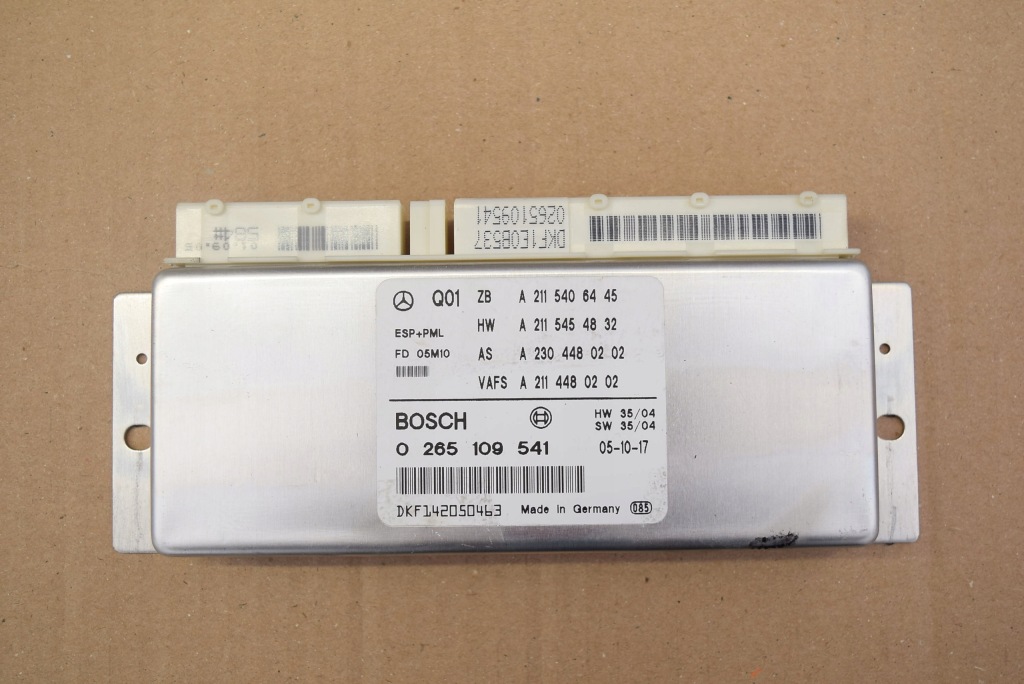 0265109541
DKF1E0B537
Q01 ZB A 211 540 64 45
HW A 211 545 48 32
ESP+PML
FD 05M10 AS A 230 448 02 02
VAFS A 211 448 02 02
BOSCH HW 35/04
SW 35/04
0 265 109 541 05-10-17
DKF142050463 Made in Germany 085